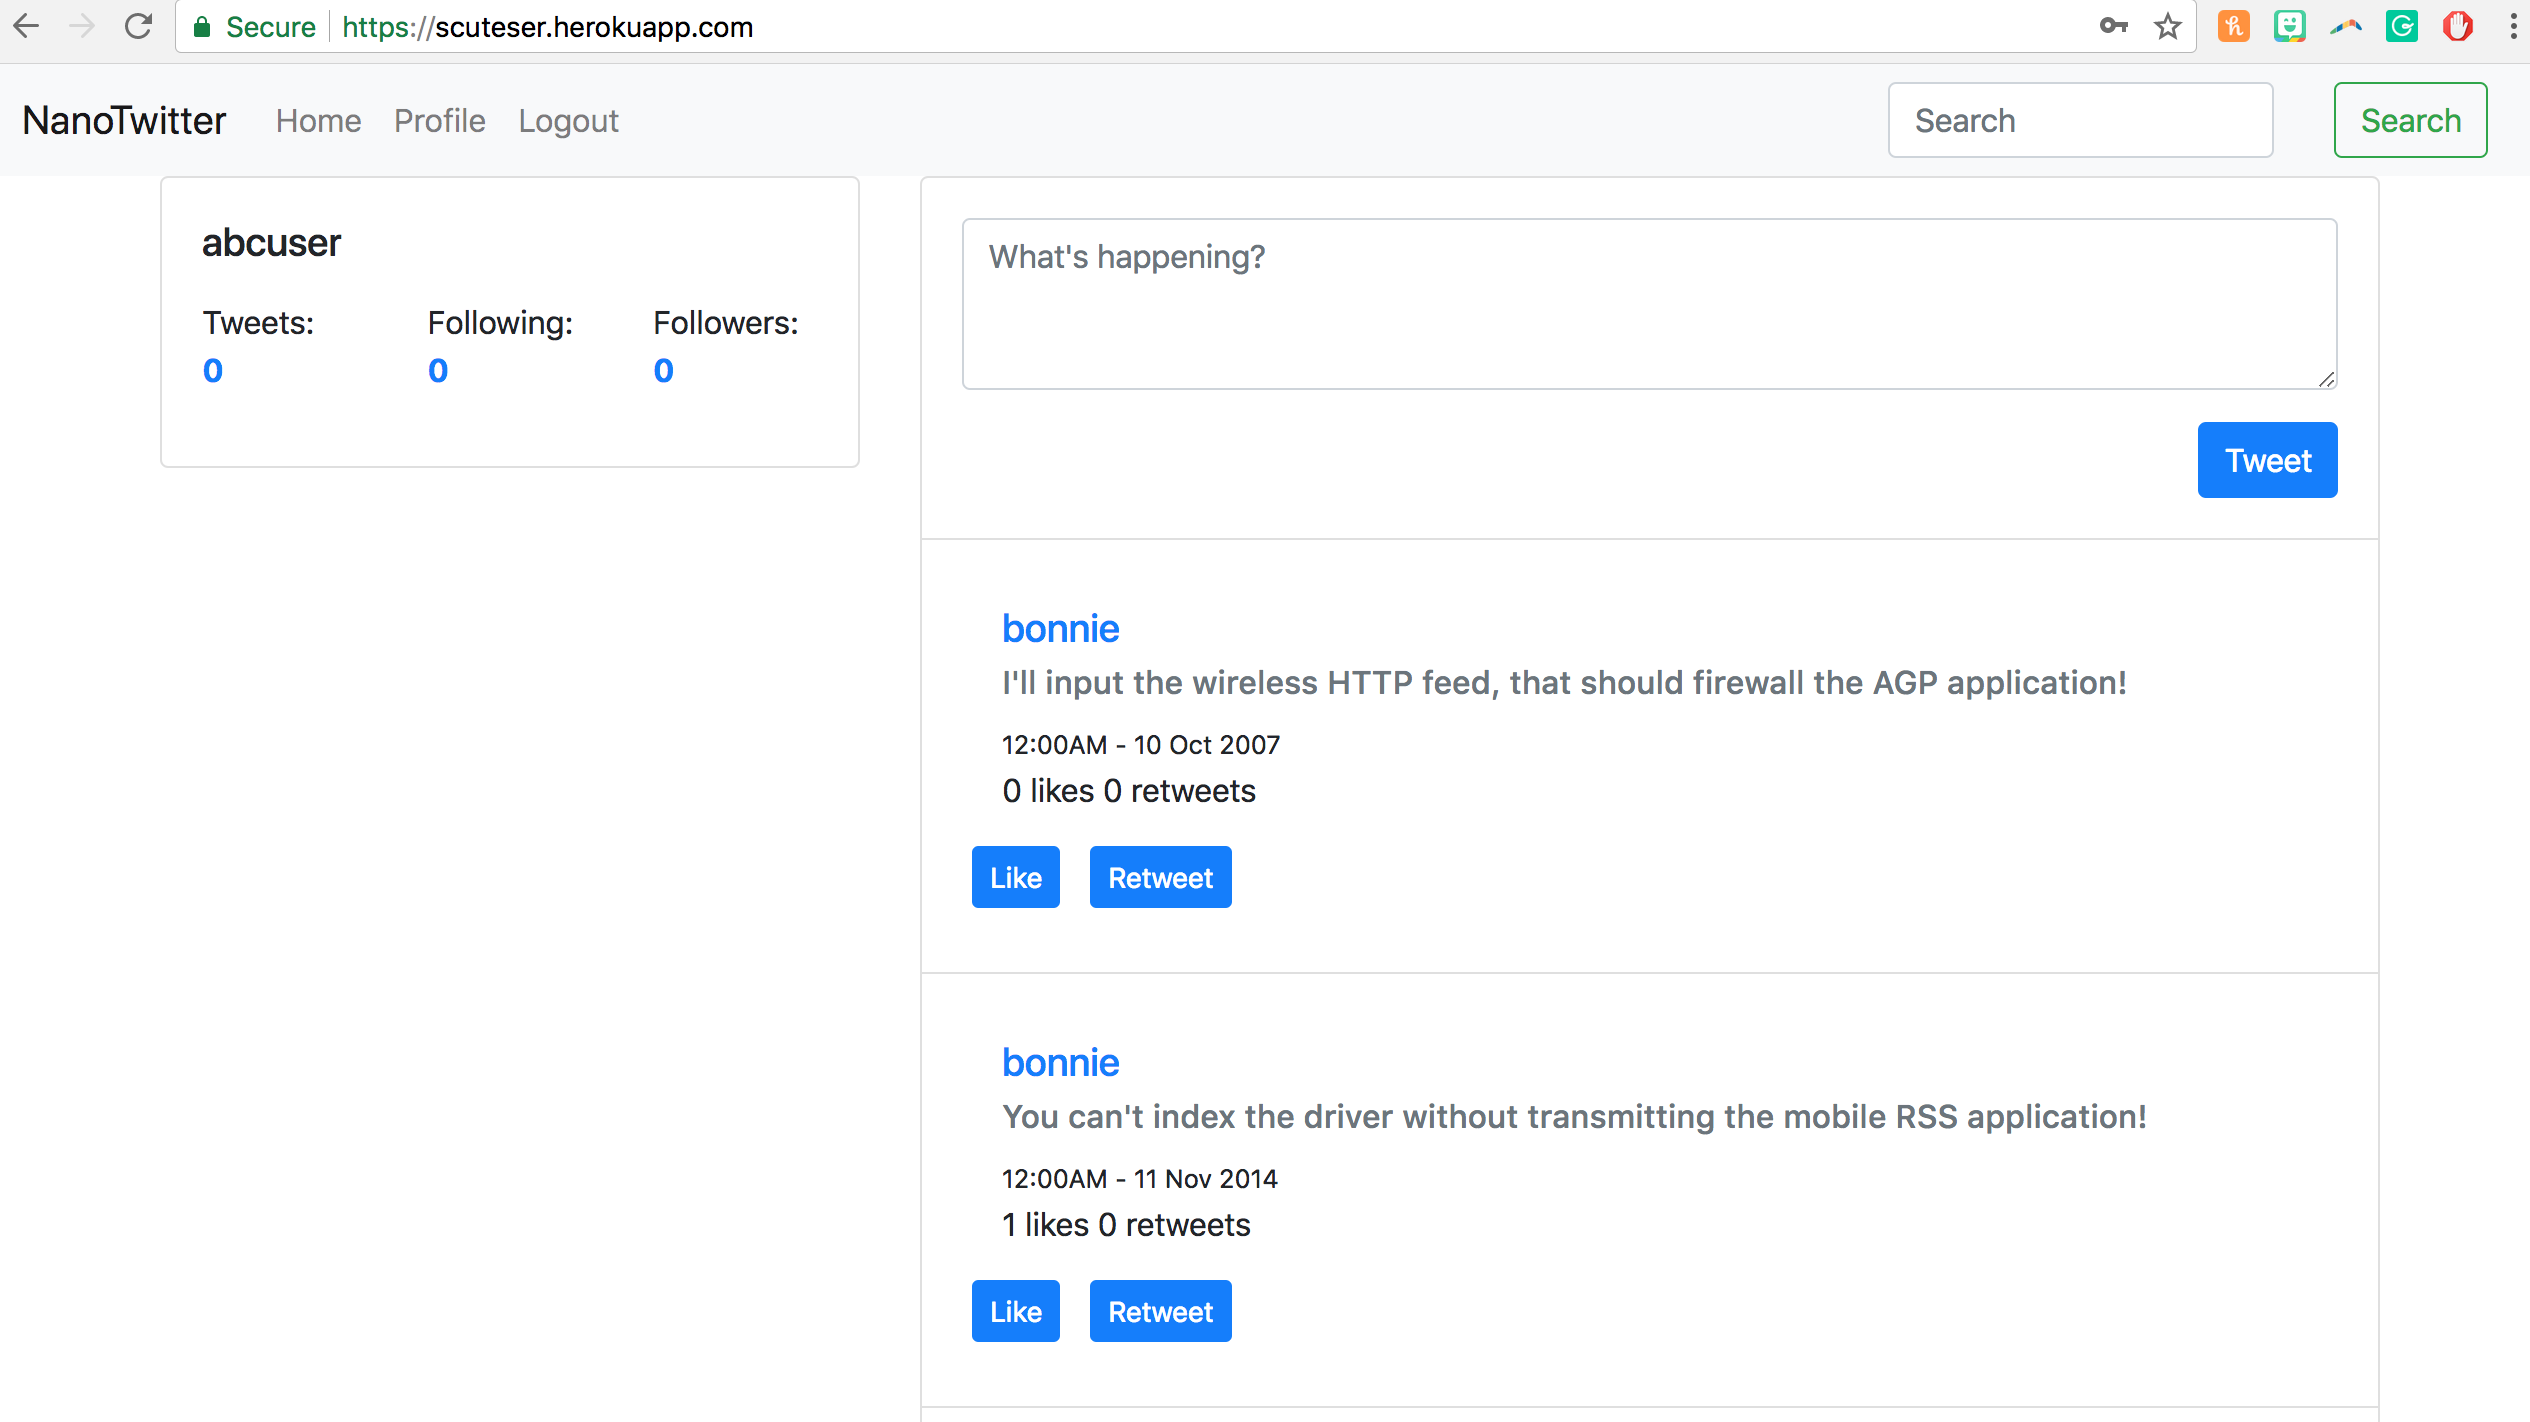 Secure https://scuteser.herokuapp.com
NanoTwitter Home Profile Logout Search Search
abcuser
Tweets: Following: Followers:
0 0 0
What's happening?
Tweet
bonnie
I'll input the wireless HTTP feed, that should firewall the AGP application!
12:00AM - 10 Oct 2007
0 likes 0 retweets
Like Retweet
bonnie
You can't index the driver without transmitting the mobile RSS application!
12:00AM - 11 Nov 2014
1 likes 0 retweets
Like Retweet